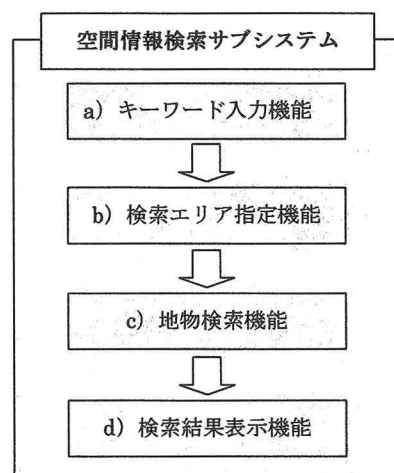 空間情報検索サブシステム
a）キーワード入力機能
b）検索エリア指定機能
c）地物検索機能
d）検索結果表示機能